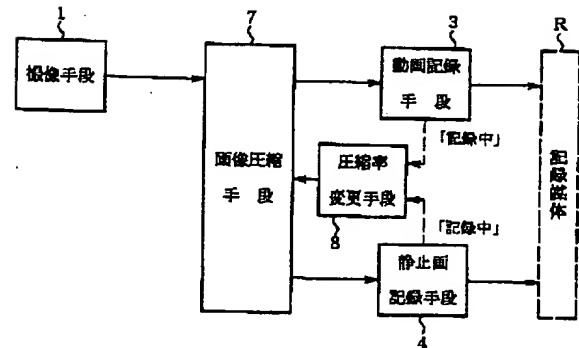 1
撮像手段
7
画像圧縮
手 段
3
動画記録
手 段
R
記録媒体
「記録中」
圧縮率
変更手段
8
「記録中」
静止画
記録手段
4